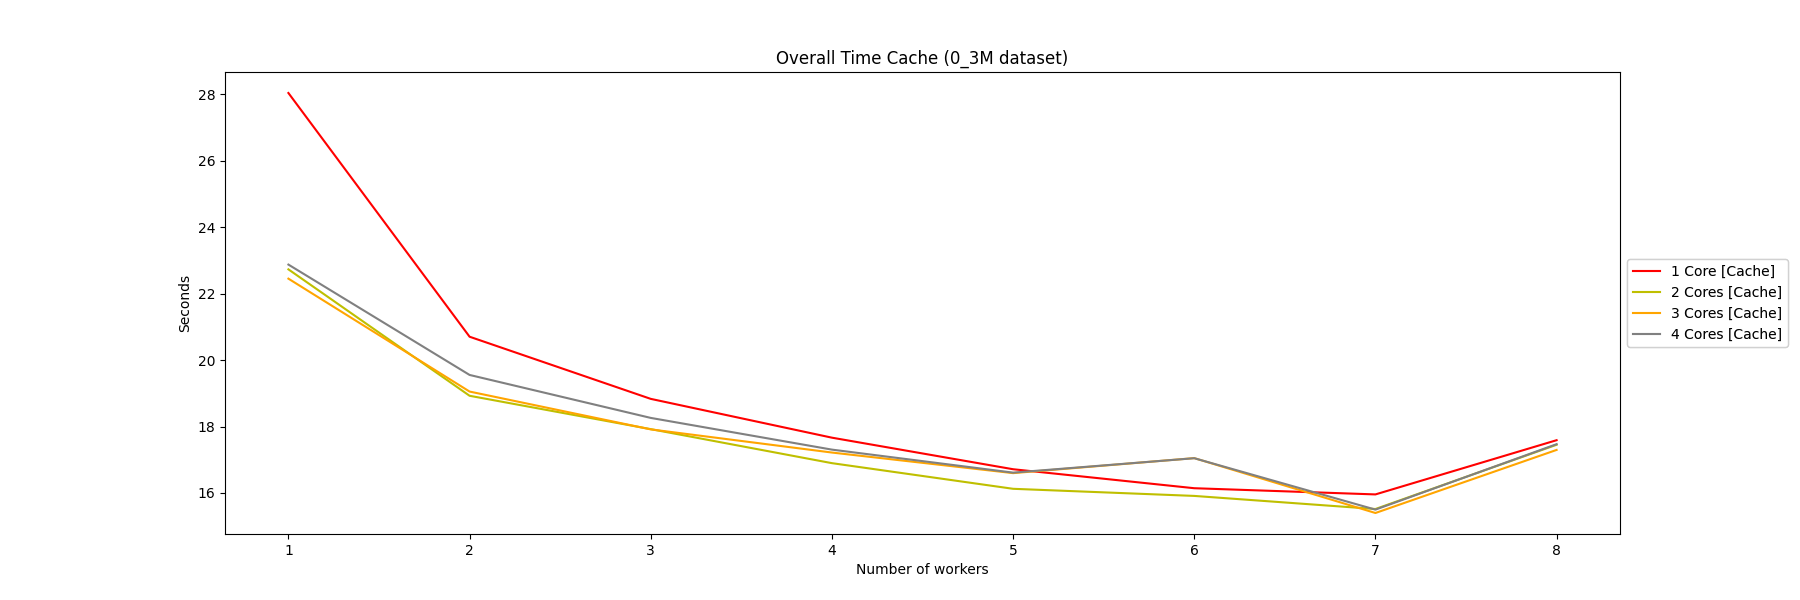 Overall Time Cache (0_3M dataset)
28
26
24
22
20
18
16
Seconds
1 2 3 4 5 6 7 8
Number of workers
1 Core [Cache]
2 Cores [Cache]
3 Cores [Cache]
4 Cores [Cache]